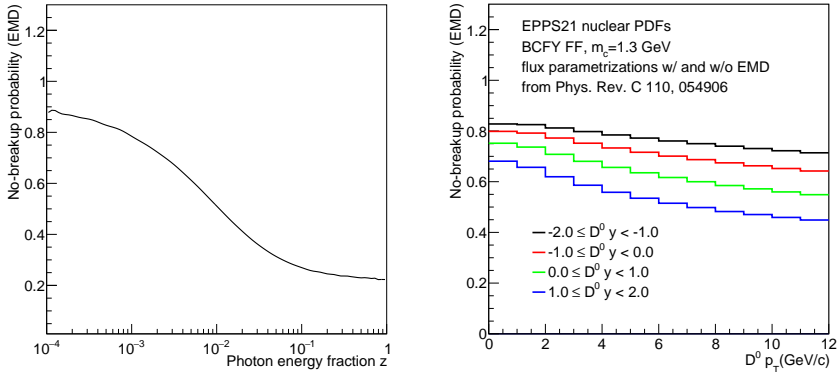 No-breakup probability (EMD)
1.2
1
0.8
0.6
0.4
0.2
10⁻⁴
10⁻³
10⁻²
10⁻¹
1
Photon energy fraction z
No-breakup probability (EMD)
1.2
1
0.8
0.6
0.4
0.2
0
EPPS21 nuclear PDFs
BCFY FF, m_c=1.3 GeV
flux parametrizations w/ and w/o EMD
from Phys. Rev. C 110, 054906
-2.0 ≤ D⁰ y < -1.0
-1.0 ≤ D⁰ y < 0.0
0.0 ≤ D⁰ y < 1.0
1.0 ≤ D⁰ y < 2.0
0 2 4 6 8 10 12
D⁰ p_T(GeV/c)